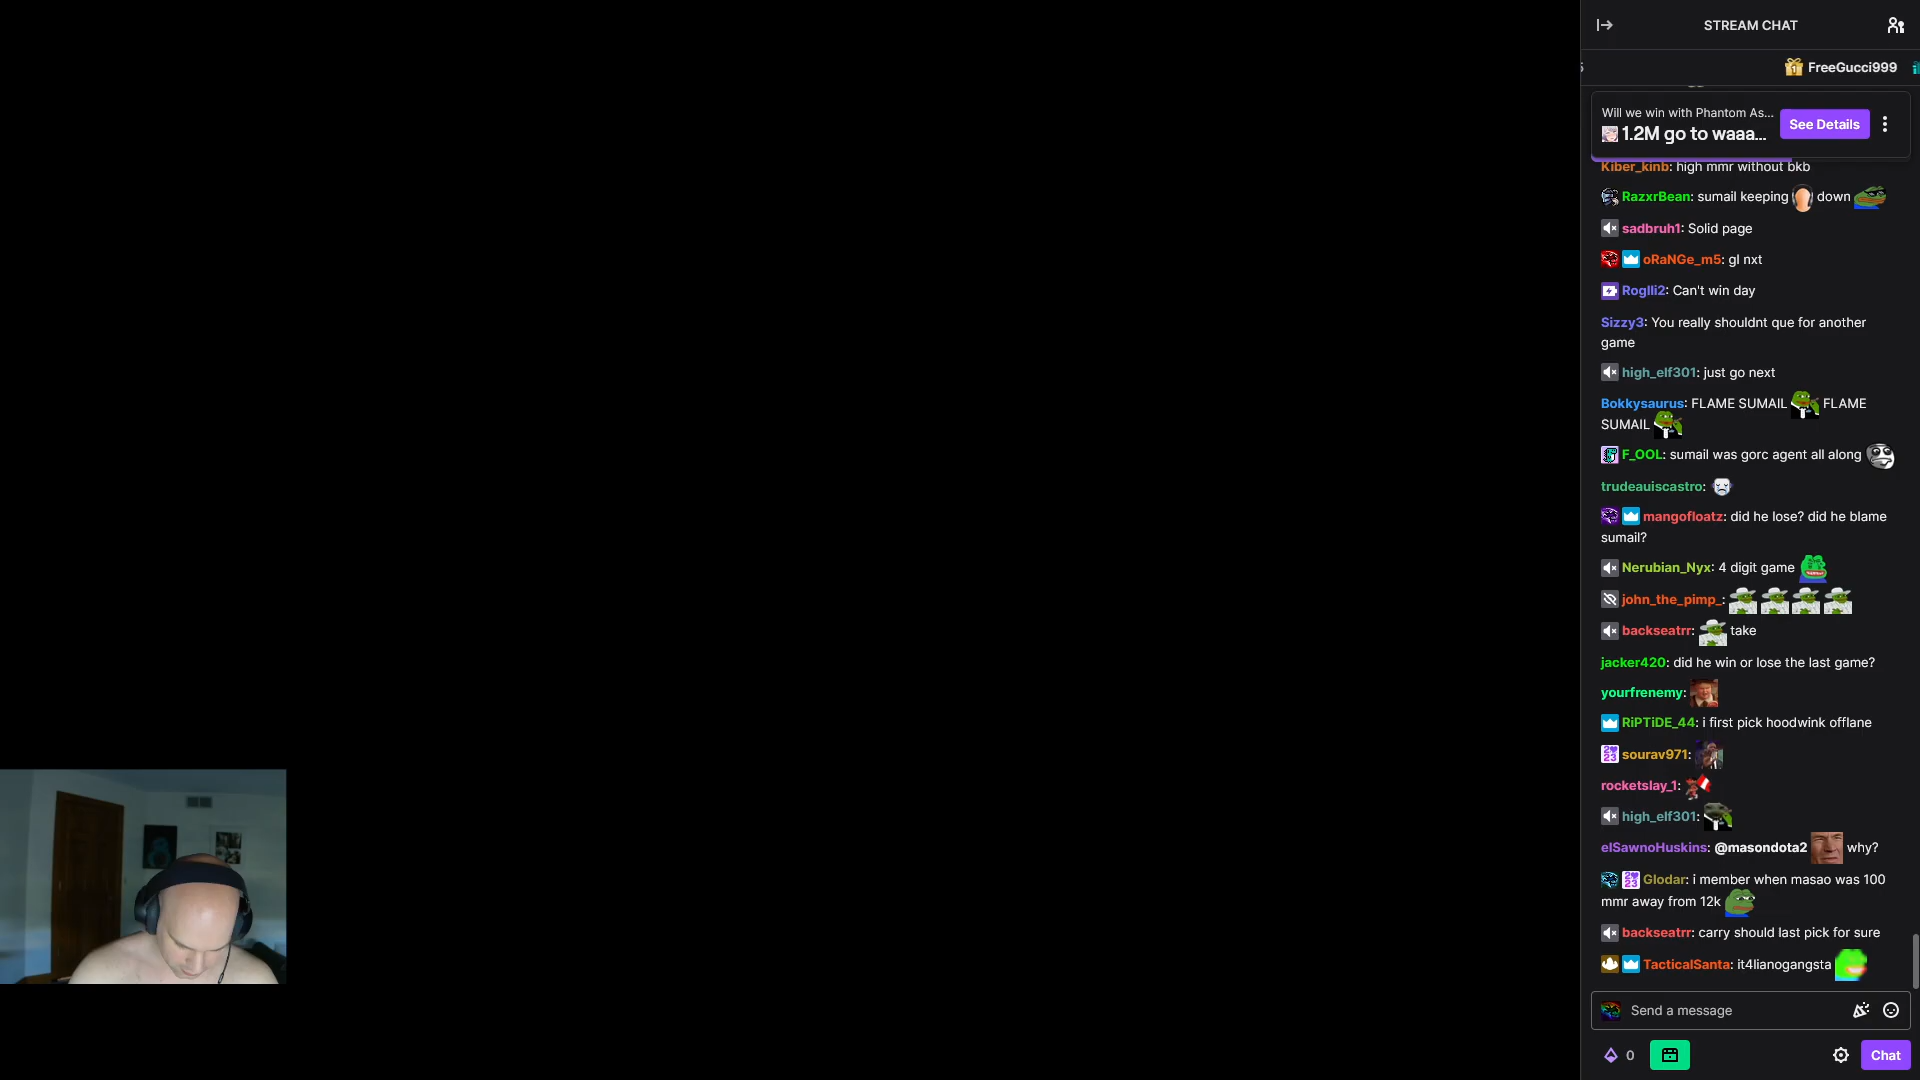 STREAM CHAT
FreeGucci999
Will we win with Phantom As...
1.2M go to waaa...
See Details
Kiber_kinb: high mmr without bkb
RazxrBean: sumail keeping down
sadbruh1: Solid page
oRaNGe_m5: gl nxt
Roglli2: Can't win day
Sizzy3: You really shouldnt que for another
game
high_elf301: just go next
Bokkysaurus: FLAME SUMAIL FLAME
SUMAIL
F_OOL: sumail was gorc agent all along
trudeauiscastro:
mangofloatz: did he lose? did he blame
sumail?
Nerubian_Nyx: 4 digit game
john_the_pimp_:
backseatrr: take
jacker420: did he win or lose the last game?
yourfrenemy:
RiPTiDE_44: i first pick hoodwink offlane
sourav971:
rocketslay_1:
high_elf301:
elSawnoHuskins: @masondota2 why?
Glodar: i member when masao was 100
mmr away from 12k
backseatrr: carry should last pick for sure
TacticalSanta: it4lianogangsta
Send a message
0
Chat